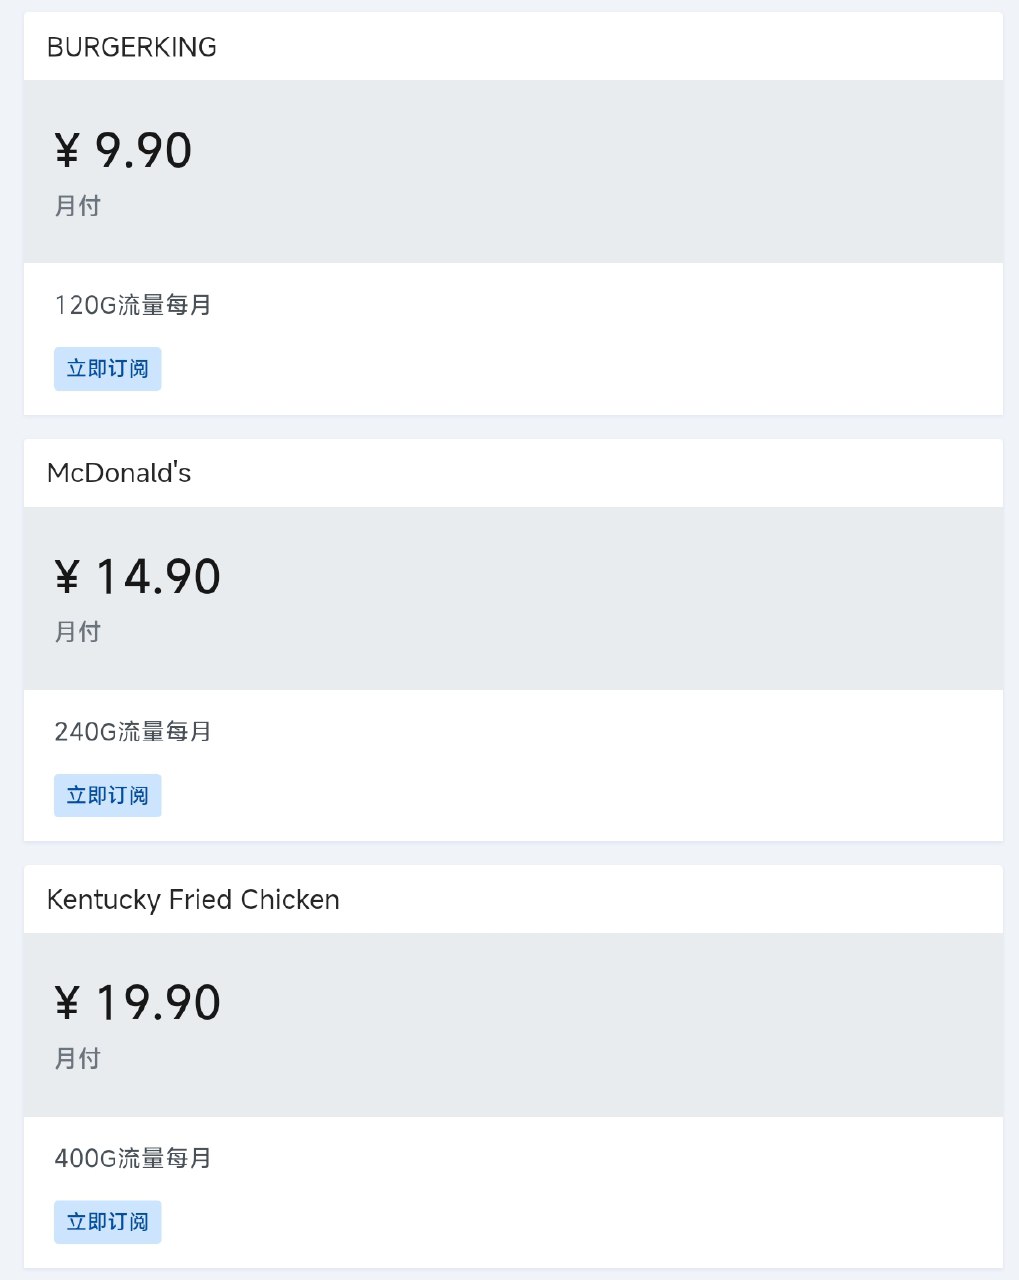 BURGERKING
¥ 9.90
月付
120G流量每月
立即订阅
McDonald's
¥ 14.90
月付
240G流量每月
立即订阅
Kentucky Fried Chicken
¥ 19.90
月付
400G流量每月
立即订阅